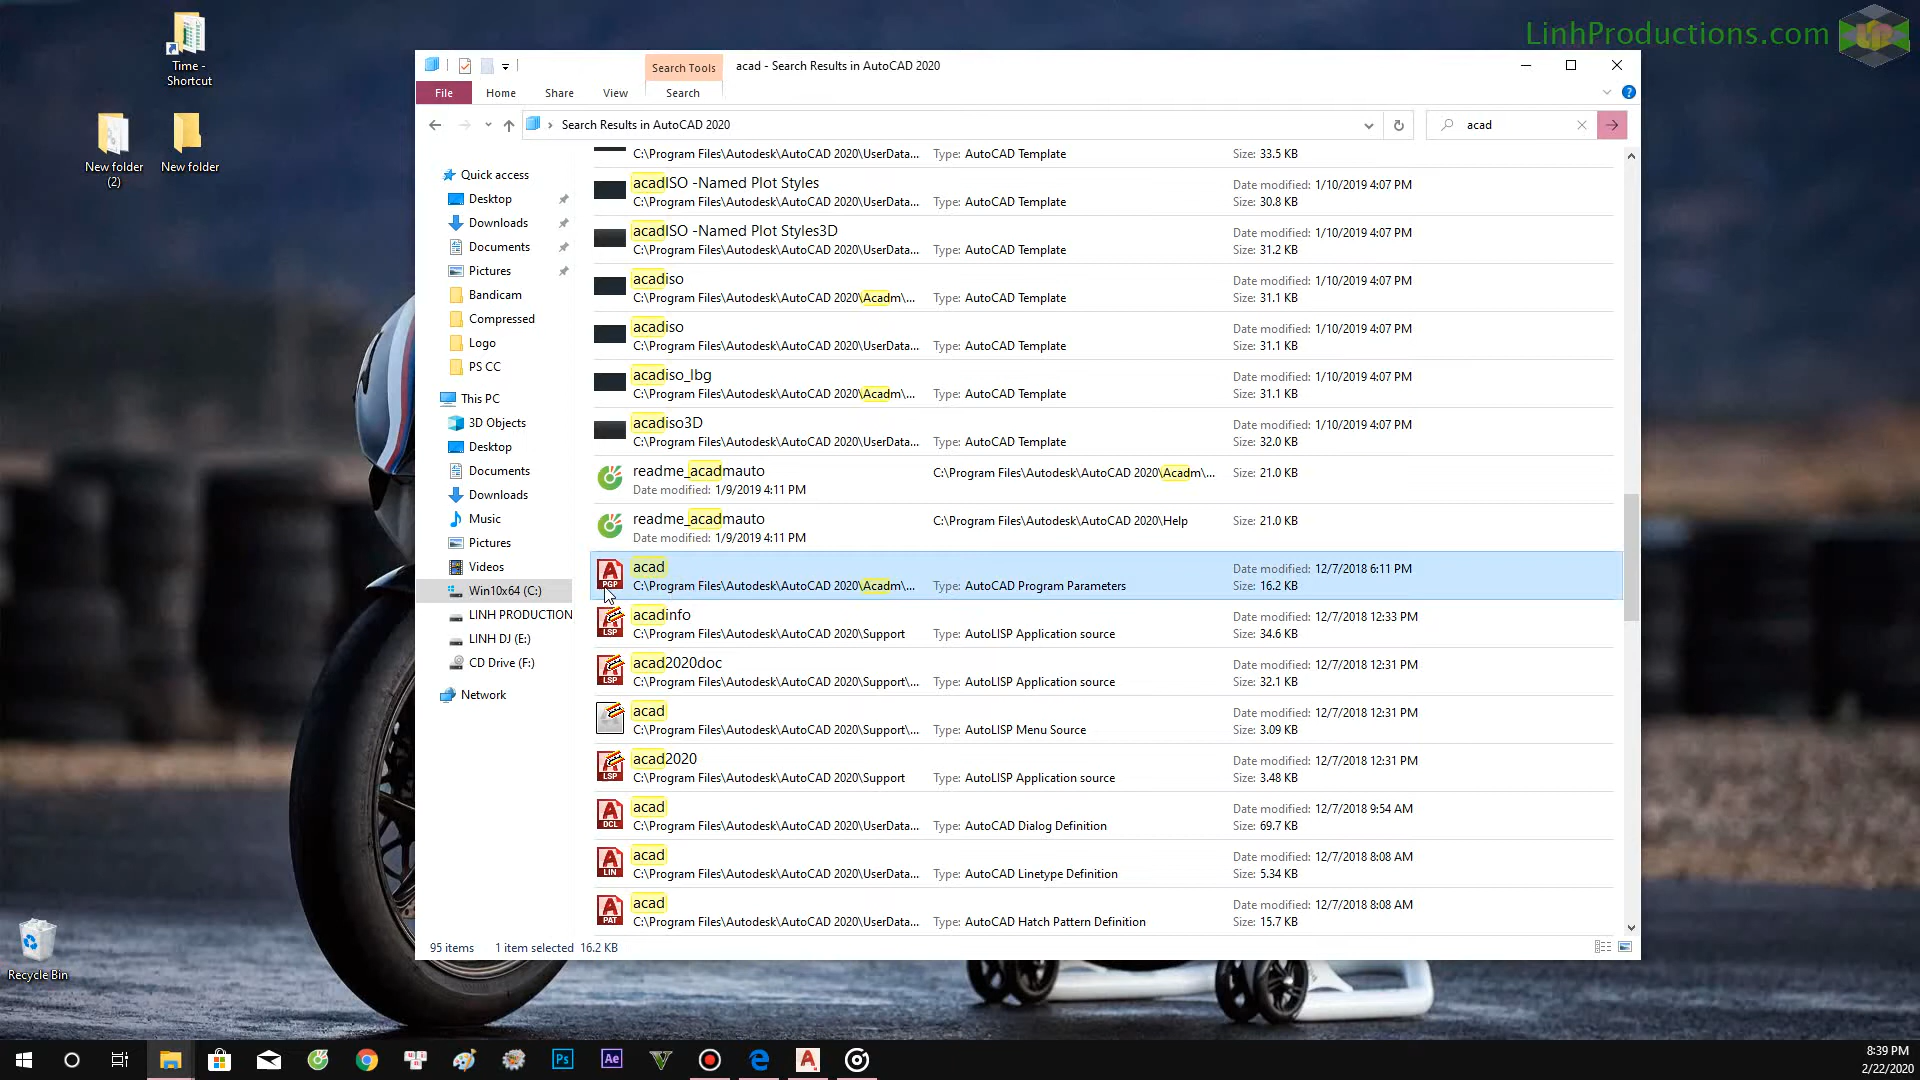 LinhProductions.com
Time -
Shortcut
New folder
(2)
New folder
Recycle Bin
Search Tools
acad - Search Results in AutoCAD 2020
File
Home
Share
View
Search
Search Results in AutoCAD 2020
acad
Quick access
Desktop
Downloads
Documents
Pictures
Bandicam
Compressed
Logo
PS CC
This PC
3D Objects
Desktop
Documents
Downloads
Music
Pictures
Videos
Win10x64 (C:)
LINH PRODUCTION
LINH DJ (E:)
CD Drive (F:)
Network
C:\Program Files\Autodesk\AutoCAD 2020\UserData... Type: AutoCAD Template Size: 33.5 KB
acadISO -Named Plot Styles Date modified: 1/10/2019 4:07 PM
C:\Program Files\Autodesk\AutoCAD 2020\UserData... Type: AutoCAD Template Size: 30.8 KB
acadISO -Named Plot Styles3D Date modified: 1/10/2019 4:07 PM
C:\Program Files\Autodesk\AutoCAD 2020\UserData... Type: AutoCAD Template Size: 31.2 KB
acadiso Date modified: 1/10/2019 4:07 PM
C:\Program Files\Autodesk\AutoCAD 2020\Acadm\... Type: AutoCAD Template Size: 31.1 KB
acadiso Date modified: 1/10/2019 4:07 PM
C:\Program Files\Autodesk\AutoCAD 2020\UserData... Type: AutoCAD Template Size: 31.1 KB
acadiso_lbg Date modified: 1/10/2019 4:07 PM
C:\Program Files\Autodesk\AutoCAD 2020\Acadm\... Type: AutoCAD Template Size: 31.1 KB
acadiso3D Date modified: 1/10/2019 4:07 PM
C:\Program Files\Autodesk\AutoCAD 2020\UserData... Type: AutoCAD Template Size: 32.0 KB
readme_acadmauto C:\Program Files\Autodesk\AutoCAD 2020\Acadm\... Size: 21.0 KB
Date modified: 1/9/2019 4:11 PM
readme_acadmauto C:\Program Files\Autodesk\AutoCAD 2020\Help Size: 21.0 KB
Date modified: 1/9/2019 4:11 PM
PGP acad Date modified: 12/7/2018 6:11 PM
C:\Program Files\Autodesk\AutoCAD 2020\Acadm\... Type: AutoCAD Program Parameters Size: 16.2 KB
LSP acadinfo Date modified: 12/7/2018 12:33 PM
C:\Program Files\Autodesk\AutoCAD 2020\Support Type: AutoLISP Application source Size: 34.6 KB
LSP acad2020doc Date modified: 12/7/2018 12:31 PM
C:\Program Files\Autodesk\AutoCAD 2020\Support\... Type: AutoLISP Application source Size: 32.1 KB
acad Date modified: 12/7/2018 12:31 PM
C:\Program Files\Autodesk\AutoCAD 2020\Support\... Type: AutoLISP Menu Source Size: 3.09 KB
LSP acad2020 Date modified: 12/7/2018 12:31 PM
C:\Program Files\Autodesk\AutoCAD 2020\Support Type: AutoLISP Application source Size: 3.48 KB
DCL acad Date modified: 12/7/2018 9:54 AM
C:\Program Files\Autodesk\AutoCAD 2020\UserData... Type: AutoCAD Dialog Definition Size: 69.7 KB
LIN acad Date modified: 12/7/2018 8:08 AM
C:\Program Files\Autodesk\AutoCAD 2020\UserData... Type: AutoCAD Linetype Definition Size: 5.34 KB
PAT acad Date modified: 12/7/2018 8:08 AM
C:\Program Files\Autodesk\AutoCAD 2020\UserData... Type: AutoCAD Hatch Pattern Definition Size: 15.7 KB
95 items 1 item selected 16.2 KB
Ps
Ae
8:39 PM
2/22/2020